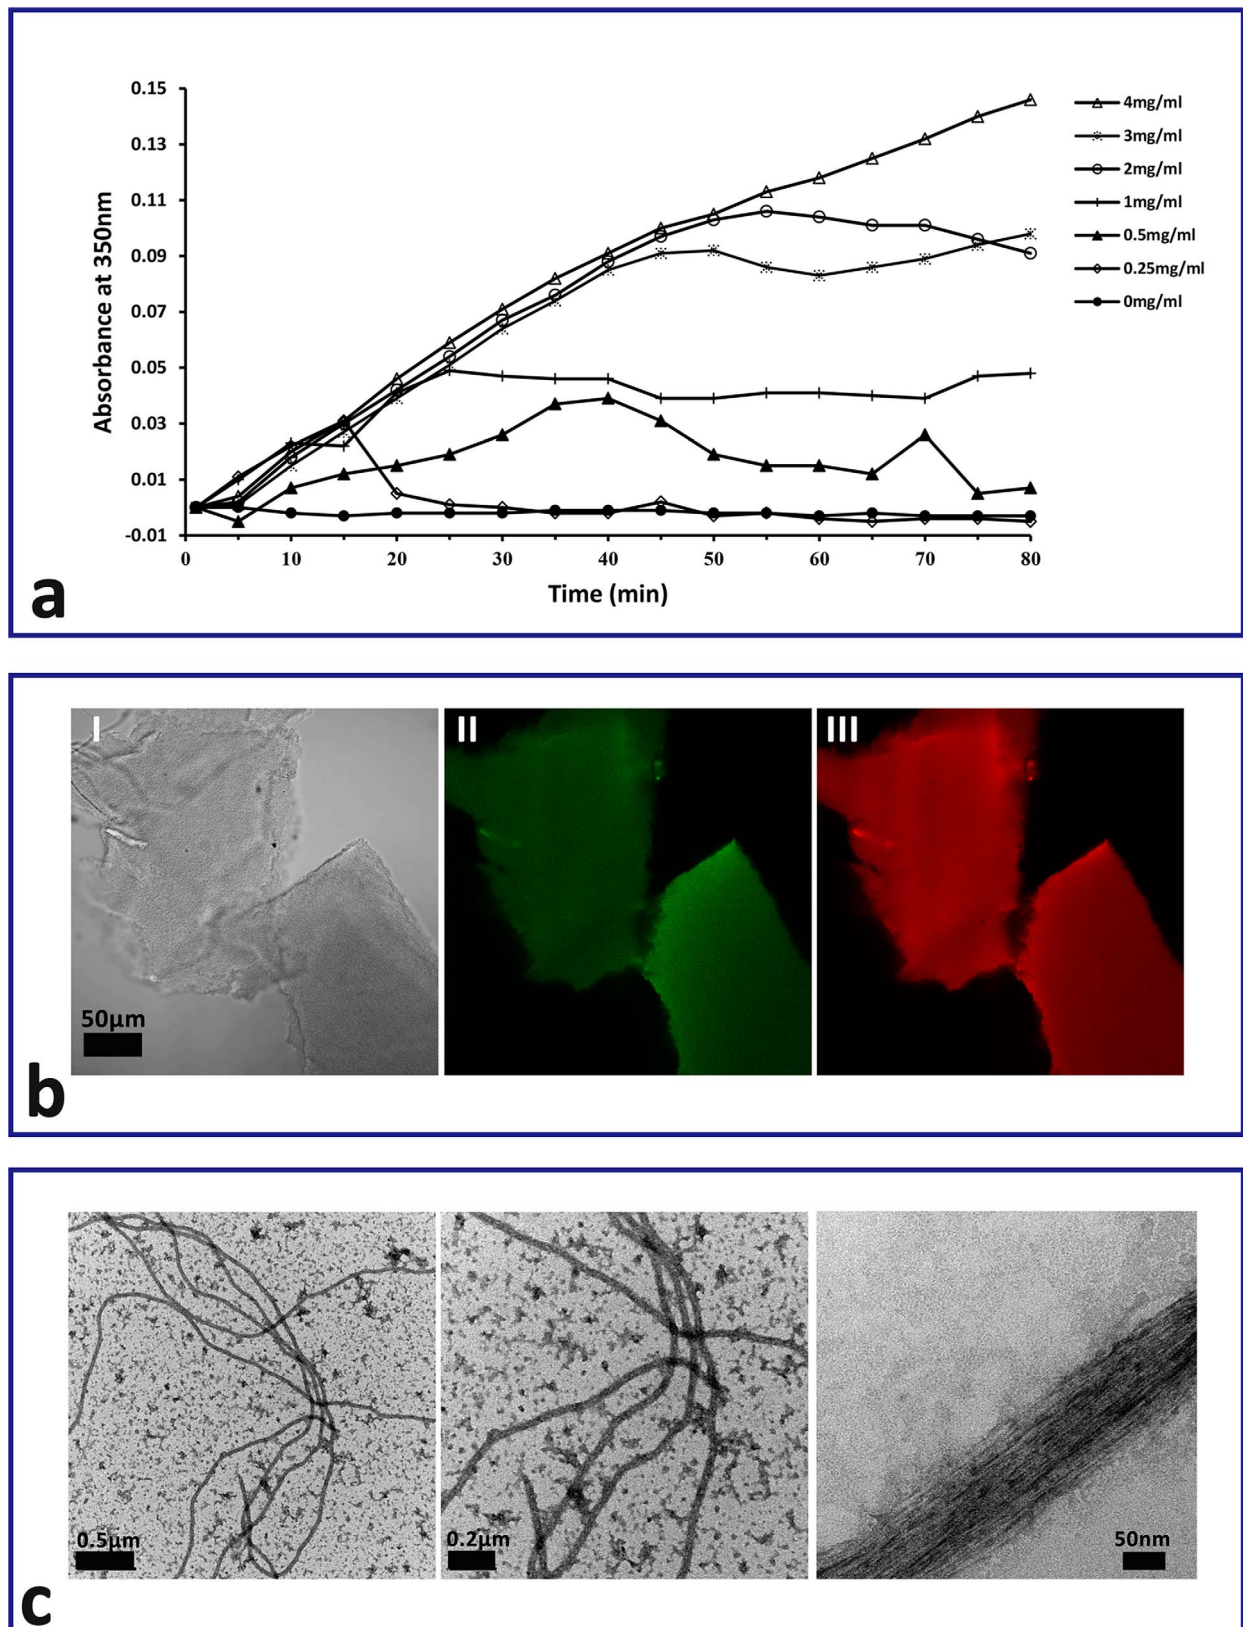 0.15
0.13
0.11
0.09
0.07
0.05
0.03
0.01
-0.01
Absorbance at 350nm
0 10 20 30 40 50 60 70 80
Time (min)
4mg/ml
3mg/ml
2mg/ml
1mg/ml
0.5mg/ml
0.25mg/ml
0mg/ml
a
I II III
50μm
b
0.5μm 0.2μm 50nm
c